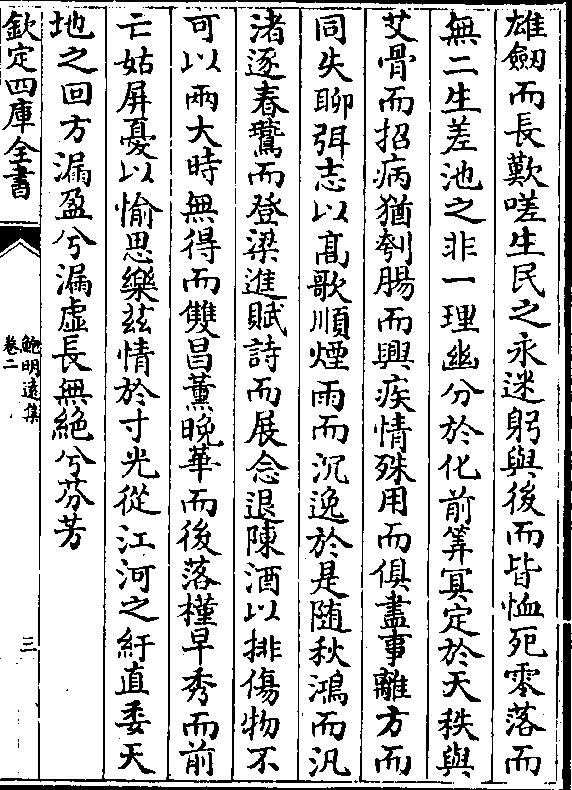 雄劒而長歎嗟生民之永迷躬與後而皆恤死零落而
無二生差池之非一理幽分於化前筭冥定於天秩與
艾骨而招病猶刳腸而興疾情殊用而俱盡事離方而
同失聊弭志以髙歌順煙雨而沉逸於是随秋鴻而汎
渚逐春鷰而登梁進賦詩而展念退陳酒以排傷物不
可以兩大時無得而雙昌薫晚華而後落槿早秀而前
亡姑屏憂以愉思樂兹情於寸光從江河之紆直委天
地之回方漏盈兮漏虛長無絶兮芬芳
欽定四庫全書
鮑明遠集
卷二
三